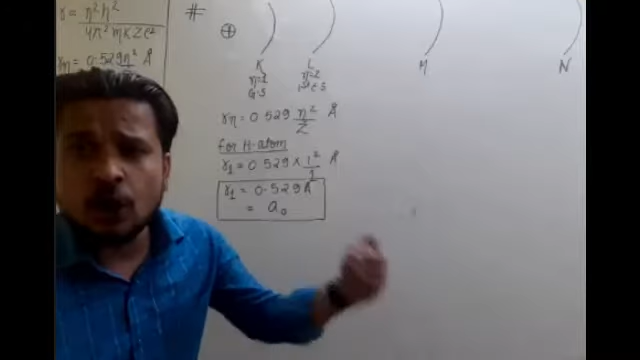 r = n²h²/4π²mKZe²
rn = 0.529 n² Å
#
+
K L M N
n=1 n=2
G.S 1st E.S
rn = 0.529 n²/Z Å
for H-atom
r1 = 0.529 × 1²/1 Å
r1 = 0.529 Å
= a0